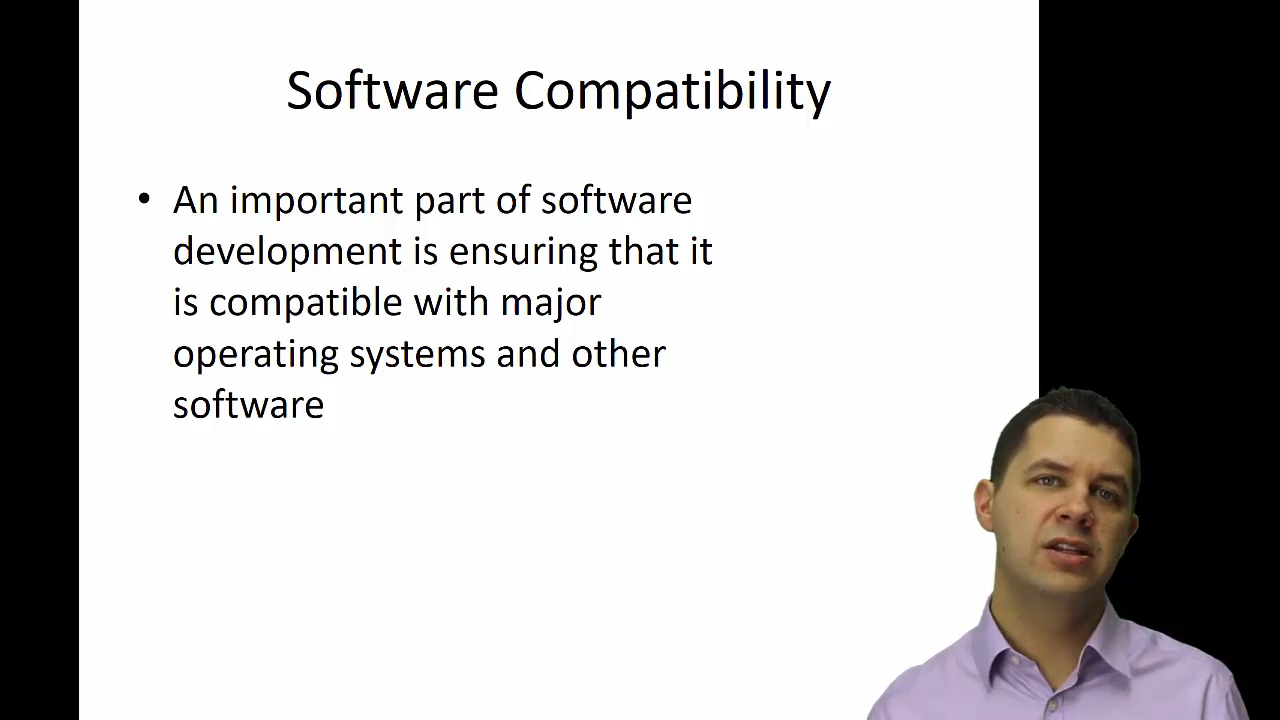 Software Compatibility
• An important part of software
development is ensuring that it
is compatible with major
operating systems and other
software